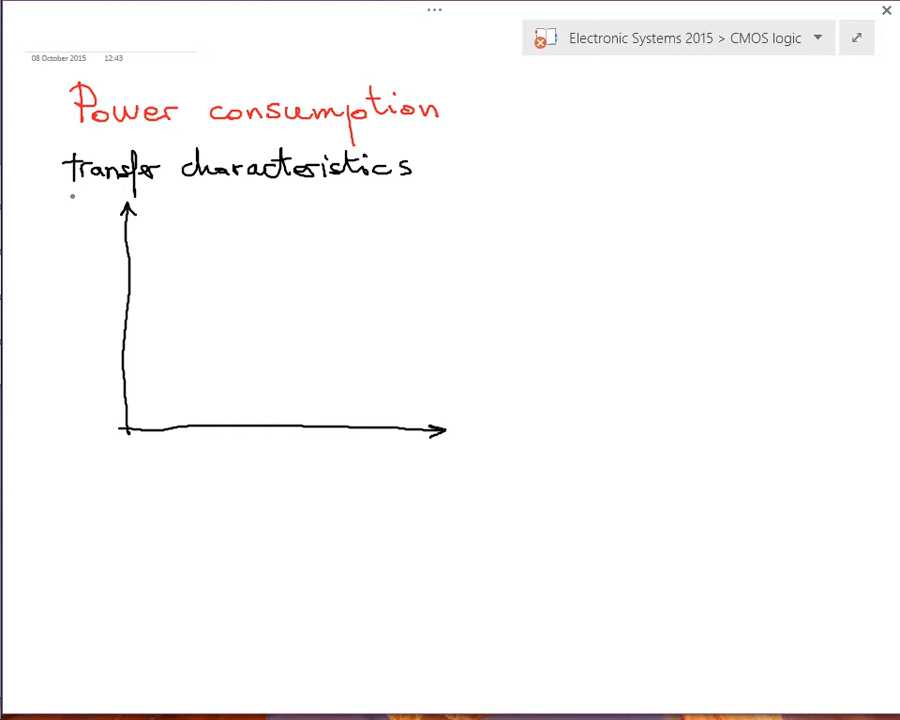 Electronic Systems 2015 > CMOS logic
08 October 2015 12:43
Power consumption
transfer characteristics